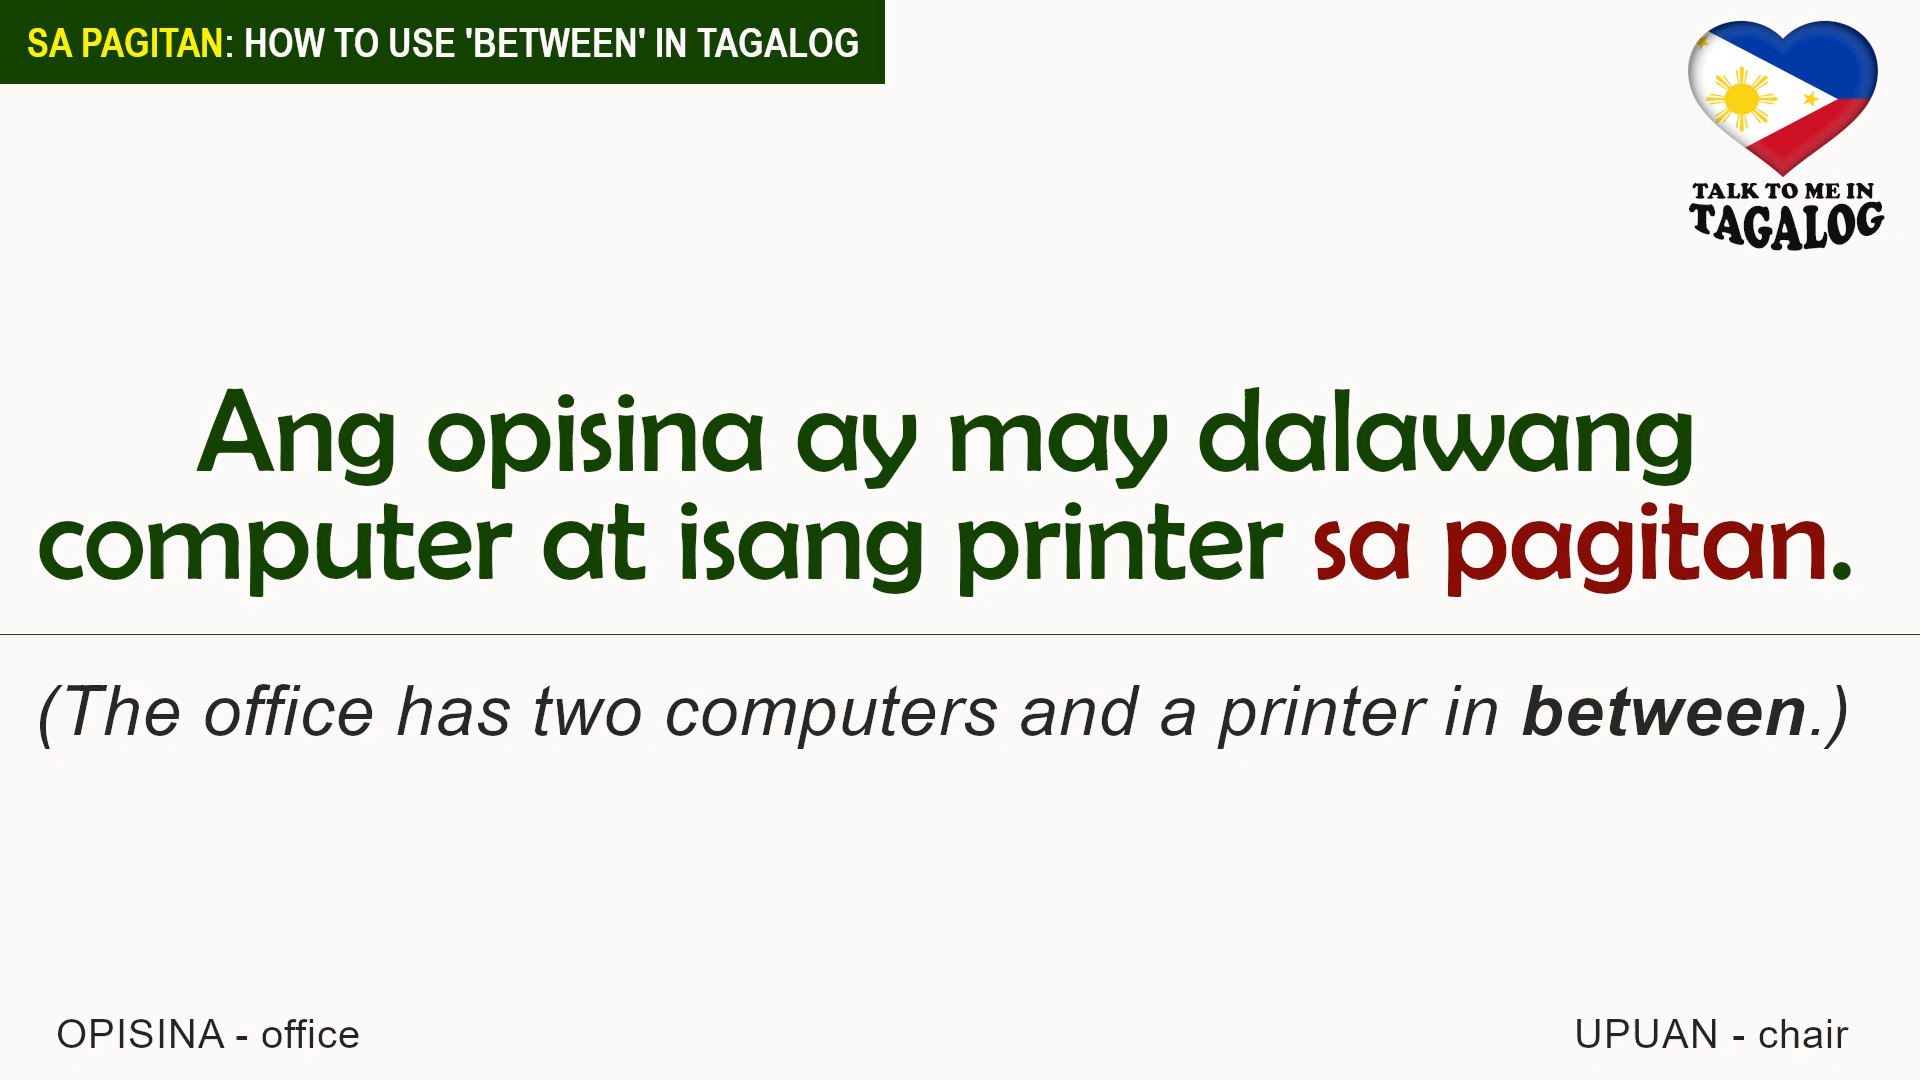 SA PAGITAN: HOW TO USE 'BETWEEN' IN TAGALOG
TALK TO ME IN
TAGALOG
Ang opisina ay may dalawang
computer at isang printer sa pagitan.
(The office has two computers and a printer in between.)
OPISINA - office
UPUAN - chair